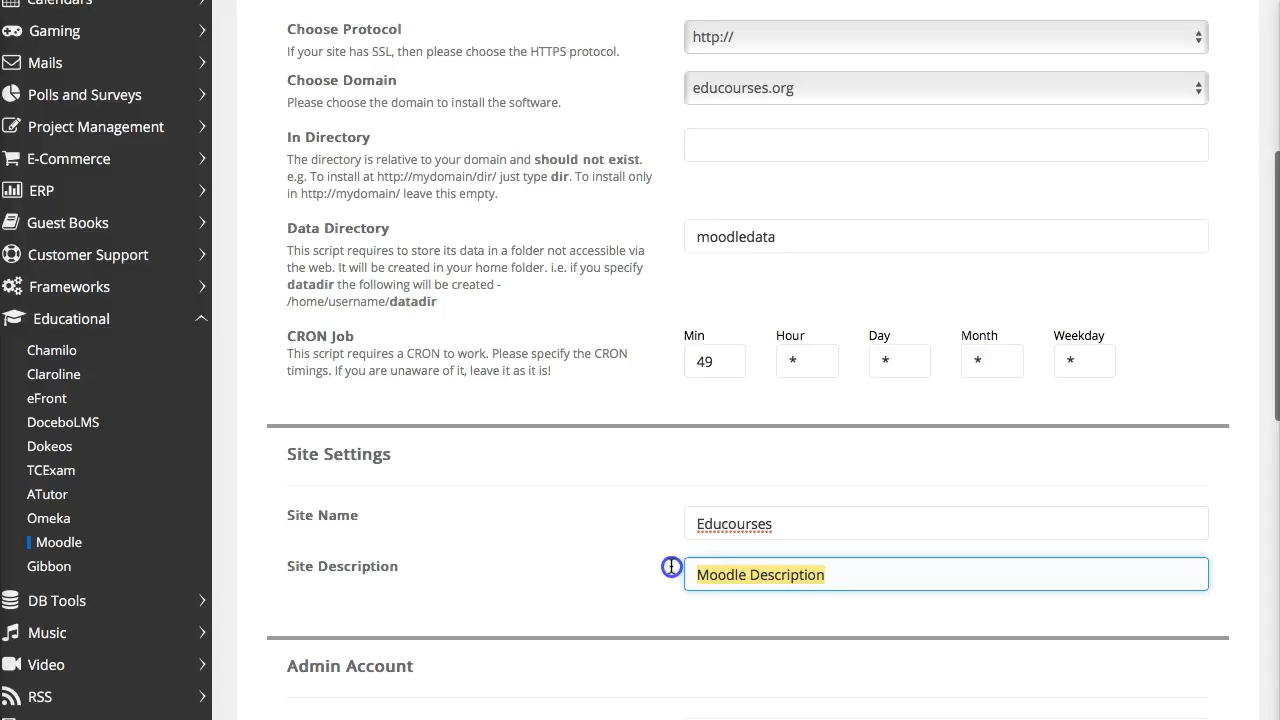 Calendars
Gaming
Mails
Polls and Surveys
Project Management
E-Commerce
ERP
Guest Books
Customer Support
Frameworks
Educational
Chamilo
Claroline
eFront
DoceboLMS
Dokeos
TCExam
ATutor
Omeka
Moodle
Gibbon
DB Tools
Music
Video
RSS
Choose Protocol
If your site has SSL, then please choose the HTTPS protocol.
http://
Choose Domain
Please choose the domain to install the software.
educourses.org
In Directory
The directory is relative to your domain and should not exist.
e.g. To install at http://mydomain/dir/ just type dir. To install only
in http://mydomain/ leave this empty.
Data Directory
This script requires to store its data in a folder not accessible via
the web. It will be created in your home folder. i.e. if you specify
datadir the following will be created -
/home/username/datadir
moodledata
CRON Job
This script requires a CRON to work. Please specify the CRON
timings. If you are unaware of it, leave it as it is!
Min Hour Day Month Weekday
49 * * * *
Site Settings
Site Name
Educourses
Site Description
Moodle Description
Admin Account